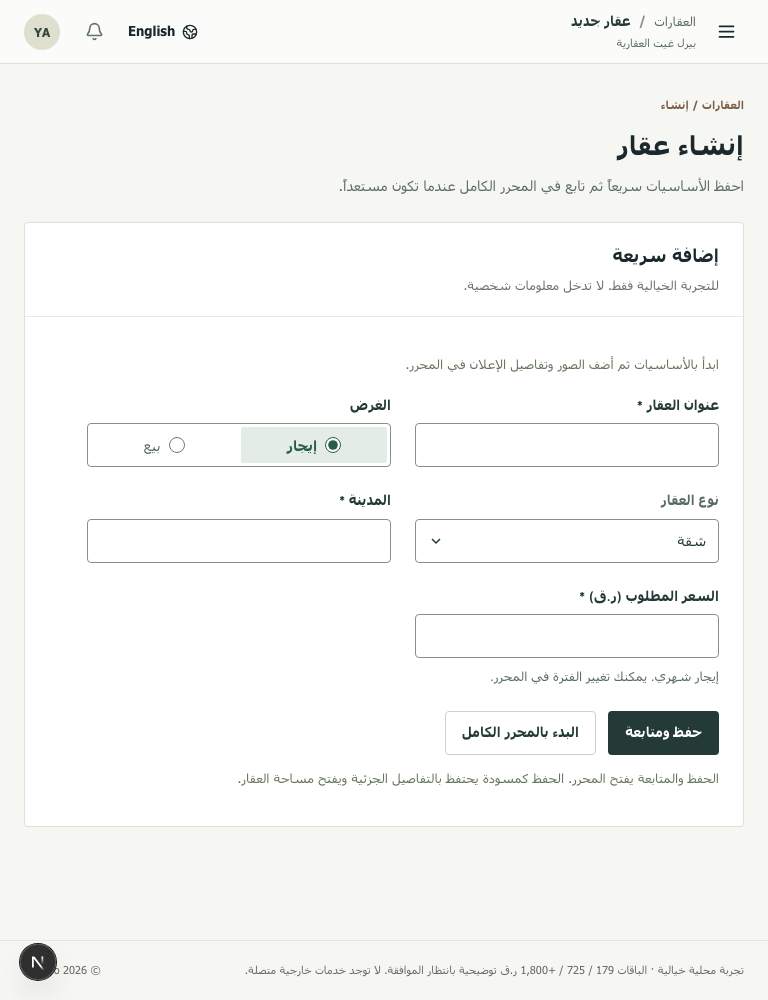 العقارات / عقار جديد
بيرل غيت العقارية
English
YA
العقارات / إنشاء
إنشاء عقار
احفظ الأساسيات سريعاً ثم تابع في المحرر الكامل عندما تكون مستعداً.
إضافة سريعة
للتجربة الخيالية فقط. لا تدخل معلومات شخصية.
ابدأ بالأساسيات ثم أضف الصور وتفاصيل الإعلان في المحرر.
عنوان العقار *
الغرض
إيجار
بيع
نوع العقار
المدينة *
شقة
السعر المطلوب (ر.ق) *
إيجار شهري. يمكنك تغيير الفترة في المحرر.
حفظ ومتابعة
البدء بالمحرر الكامل
الحفظ والمتابعة يفتح المحرر. الحفظ كمسودة يحتفظ بالتفاصيل الجزئية ويفتح مساحة العقار.
تجربة محلية خيالية · الباقات 179 / 725 / +1,800 ر.ق توضيحية بانتظار الموافقة. لا توجد خدمات خارجية متصلة.
© 2026
N